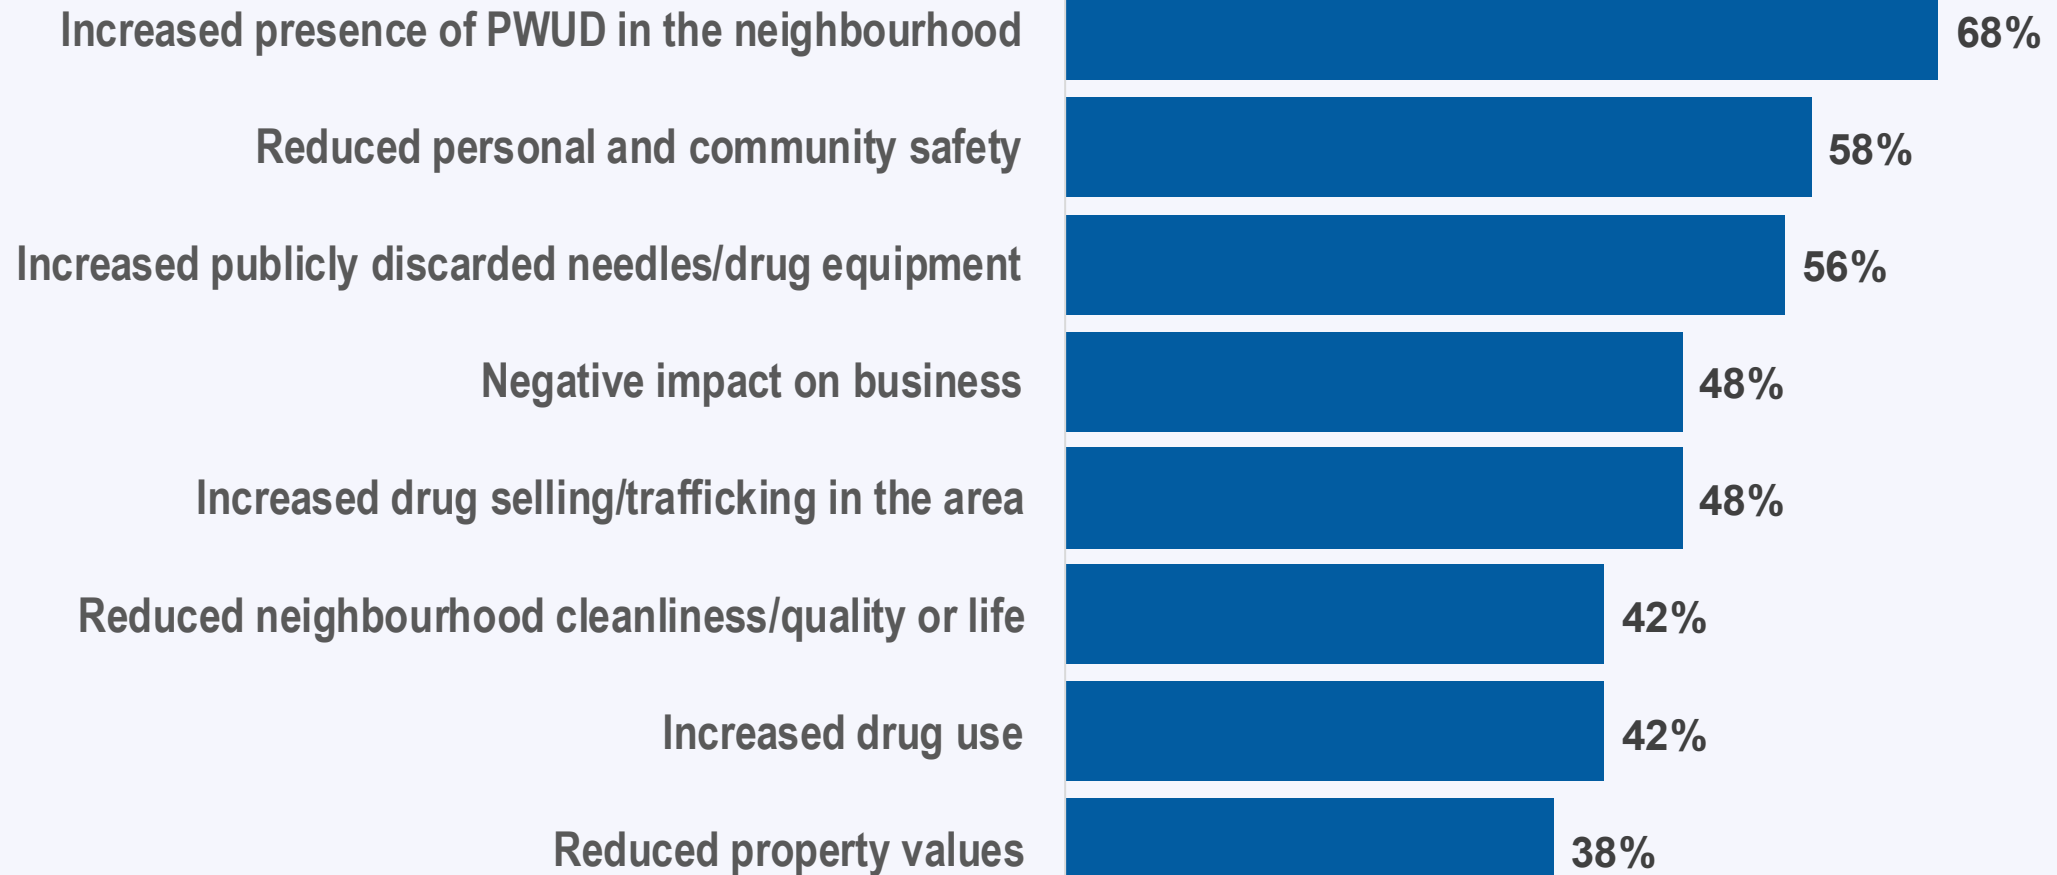 Increased presence of PWUD in the neighbourhood 68%
Reduced personal and community safety 58%
Increased publicly discarded needles/drug equipment 56%
Negative impact on business 48%
Increased drug selling/trafficking in the area 48%
Reduced neighbourhood cleanliness/quality or life 42%
Increased drug use 42%
Reduced property values 38%